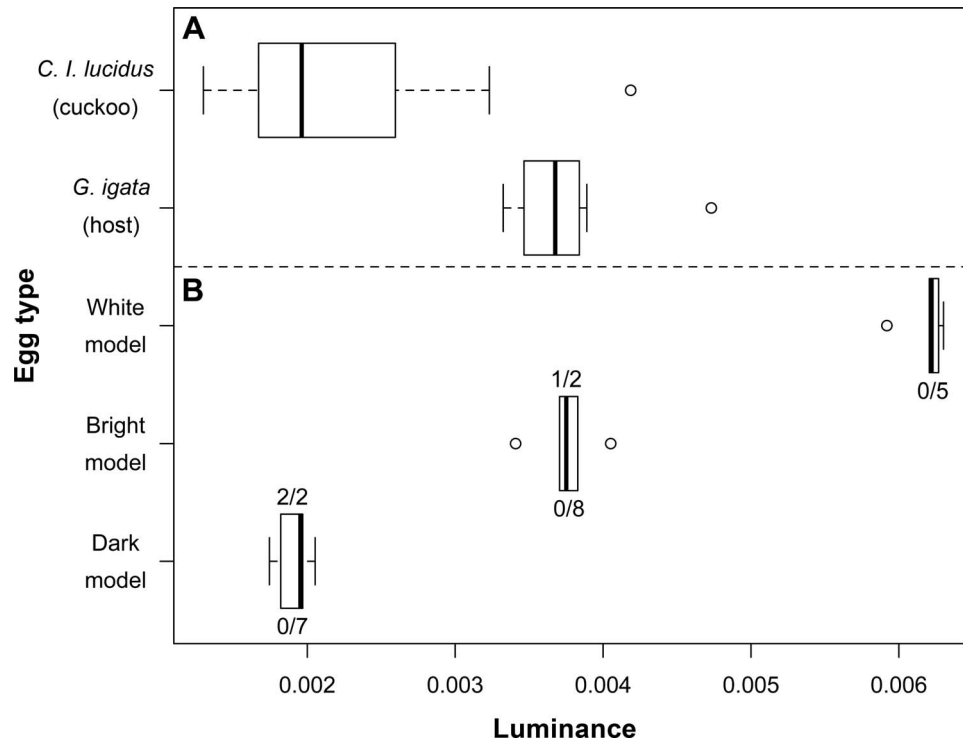 A
C. l. lucidus
(cuckoo)
G. igata
(host)
B
White
model
0/5
1/2
Bright
model
0/8
2/2
Dark
model
0/7
Egg type
0.002 0.003 0.004 0.005 0.006
Luminance